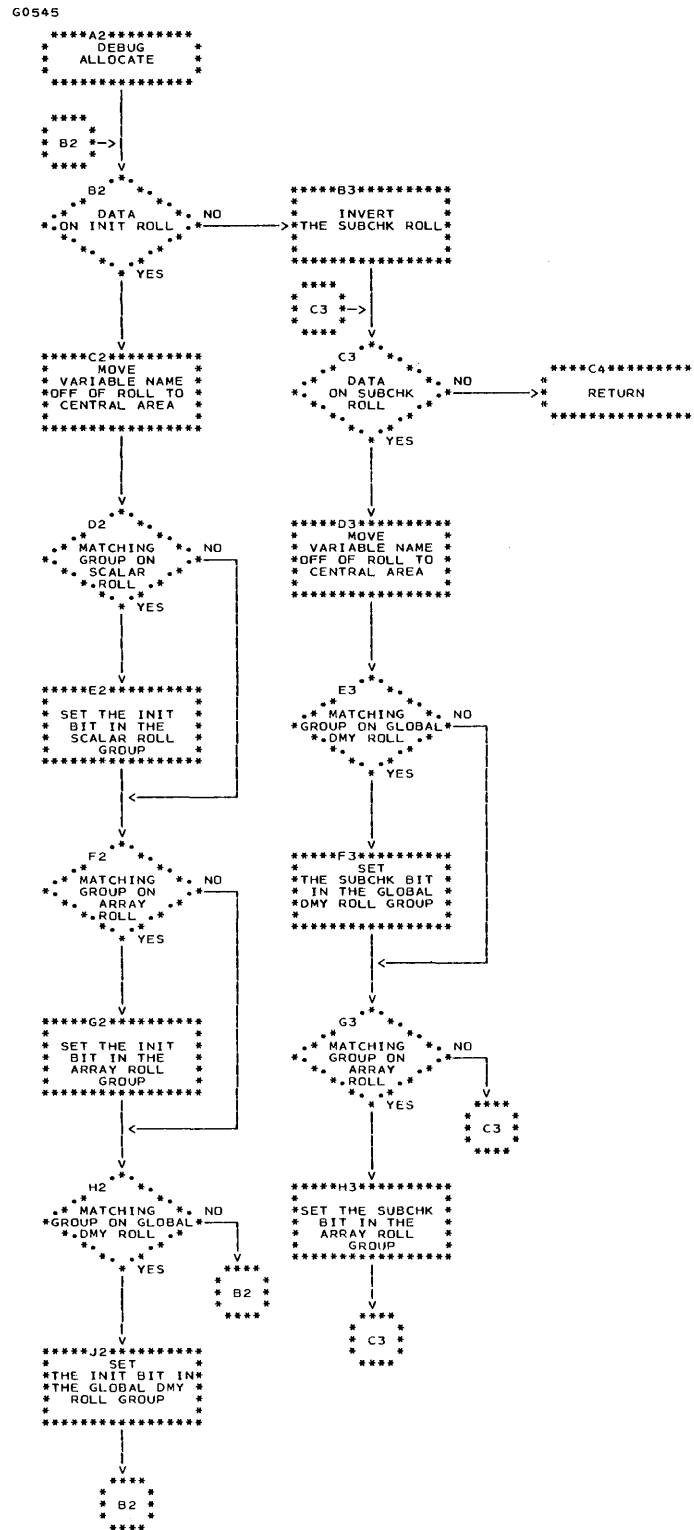 G0545
A2
DEBUG
ALLOCATE
B2
B2
DATA
ON INIT ROLL
NO
YES
C2
MOVE
VARIABLE NAME
OFF OF ROLL TO
CENTRAL AREA
D2
MATCHING
GROUP ON
SCALAR
ROLL
NO
YES
E2
SET THE INIT
BIT IN THE
SCALAR ROLL
GROUP
F2
MATCHING
GROUP ON
ARRAY
ROLL
NO
YES
G2
SET THE INIT
BIT IN THE
ARRAY ROLL
GROUP
H2
MATCHING
GROUP ON GLOBAL
DMY ROLL
NO
YES
B2
J2
SET
THE INIT BIT IN
THE GLOBAL DMY
ROLL GROUP
B2
B3
INVERT
THE SUBCHK ROLL
C3
C3
DATA
ON SUBCHK
ROLL
NO
YES
C4
RETURN
D3
MOVE
VARIABLE NAME
OFF OF ROLL TO
CENTRAL AREA
E3
MATCHING
GROUP ON GLOBAL
DMY ROLL
NO
YES
F3
SET
THE SUBCHK BIT
IN THE GLOBAL
DMY ROLL GROUP
G3
MATCHING
GROUP ON
ARRAY
ROLL
NO
YES
C3
H3
SET THE SUBCHK
BIT IN THE
ARRAY ROLL
GROUP
C3